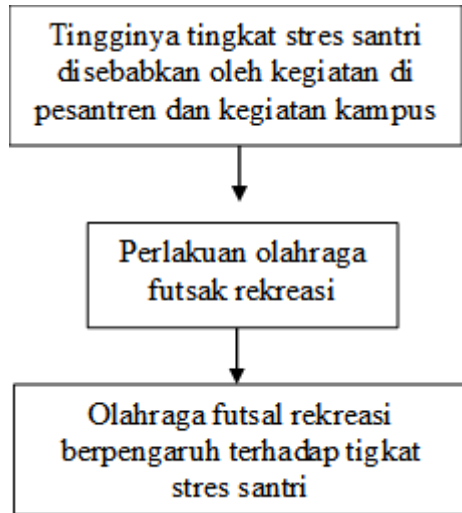 Tingginya tingkat stres santri
disebabkan oleh kegiatan di
pesantren dan kegiatan kampus
Perlakuan olahraga
futsak rekreasi
Olahraga futsal rekreasi
berpengaruh terhadap tigkat
stres santri